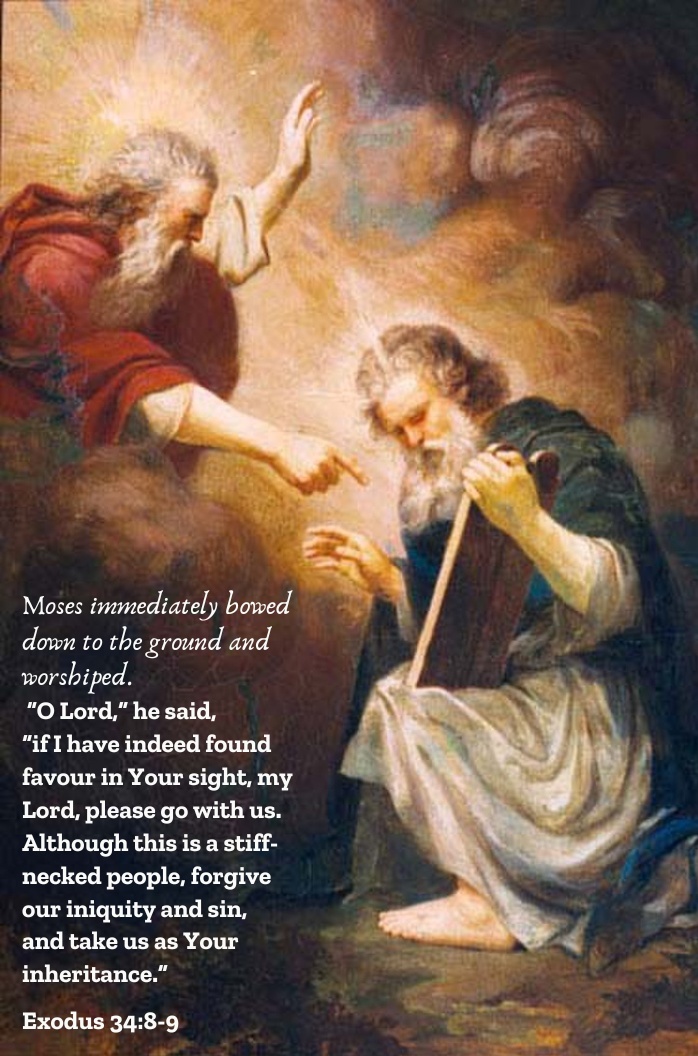 Moses immediately bowed
down to the ground and
worshiped.
"O Lord," he said,
"if I have indeed found
favour in Your sight, my
Lord, please go with us.
Although this is a stiff-
necked people, forgive
our iniquity and sin,
and take us as Your
inheritance."
Exodus 34:8-9